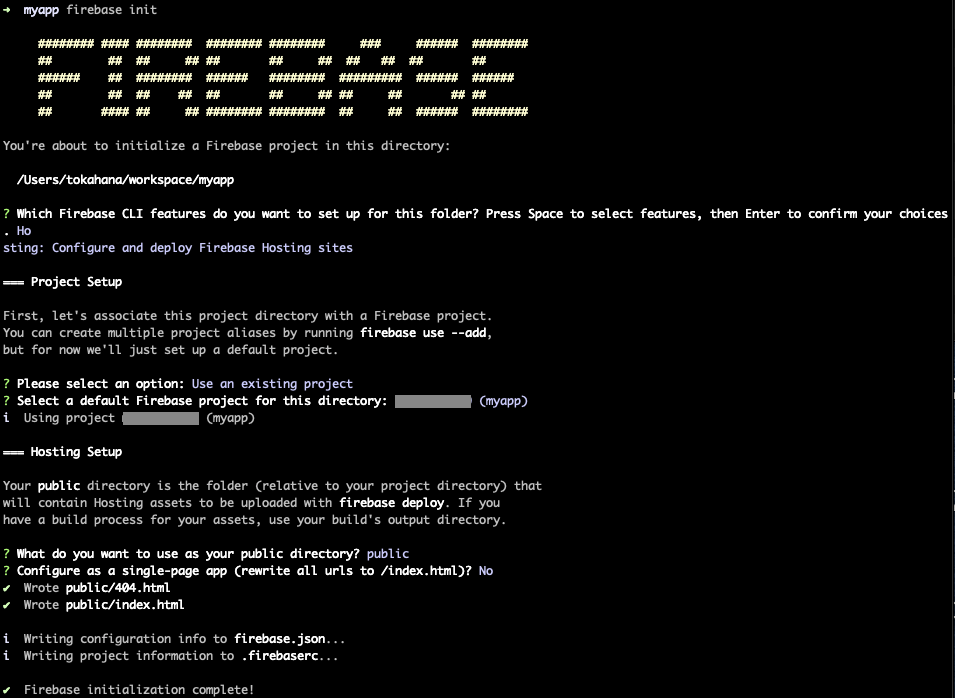 ➜ myapp firebase init
######## #### ######## ######## ######## ### ###### ########
## ## ## ## ## ## ## ## ## ## ##
###### ## ######## ###### ######## ######### ###### ######
## ## ## ## ## ## ## ## ## ## ##
## #### ## ## ######## ######## ## ## ###### ########
You're about to initialize a Firebase project in this directory:
/Users/tokahana/workspace/myapp
? Which Firebase CLI features do you want to set up for this folder? Press Space to select features, then Enter to confirm your choices
. Ho
sting: Configure and deploy Firebase Hosting sites
=== Project Setup
First, let's associate this project directory with a Firebase project.
You can create multiple project aliases by running firebase use --add,
but for now we'll just set up a default project.
? Please select an option: Use an existing project
? Select a default Firebase project for this directory: (myapp)
i Using project (myapp)
=== Hosting Setup
Your public directory is the folder (relative to your project directory) that
will contain Hosting assets to be uploaded with firebase deploy. If you
have a build process for your assets, use your build's output directory.
? What do you want to use as your public directory? public
? Configure as a single-page app (rewrite all urls to /index.html)? No
✔ Wrote public/404.html
✔ Wrote public/index.html
i Writing configuration info to firebase.json...
i Writing project information to .firebaserc...
✔ Firebase initialization complete!